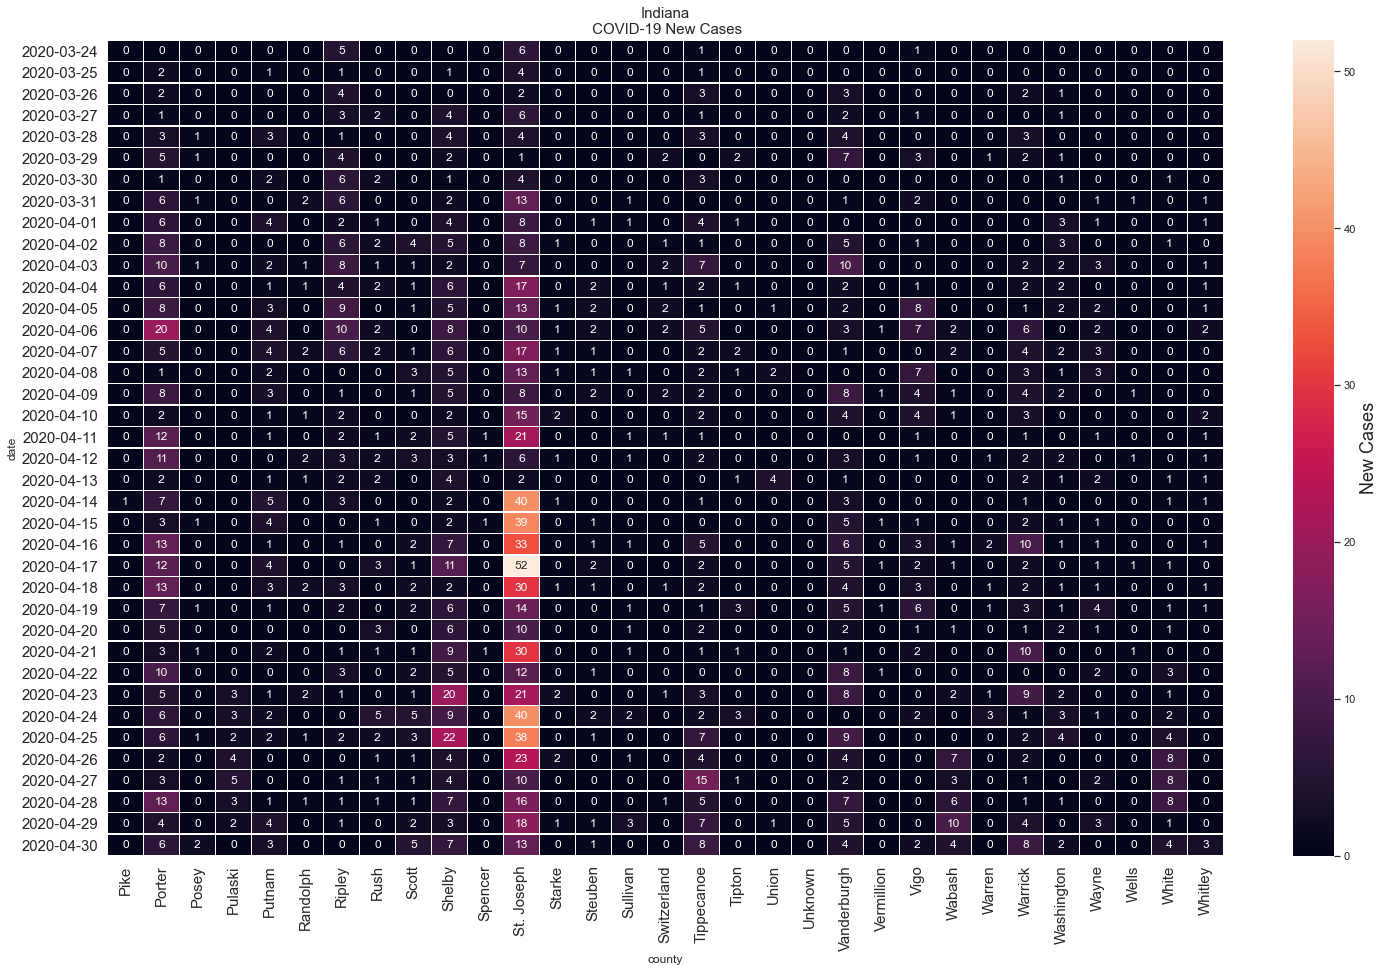 Indiana
COVID-19 New Cases
2020-03-24 0 0 0 0 0 0 5 0 0 0 0 6 0 0 0 0 1 0 0 0 0 0 1 0 0 0 0 0 0 0 0
2020-03-25 0 2 0 0 1 0 1 0 0 1 0 4 0 0 0 0 1 0 0 0 0 0 0 0 0 0 0 0 0 0 0
2020-03-26 0 2 0 0 0 0 4 0 0 0 0 2 0 0 0 0 3 0 0 0 3 0 0 0 0 2 1 0 0 0 0
2020-03-27 0 1 0 0 0 0 3 2 0 4 0 6 0 0 0 0 1 0 0 0 2 0 1 0 0 0 1 0 0 0 0
2020-03-28 0 3 1 0 3 0 1 0 0 4 0 4 0 0 0 0 3 0 0 0 4 0 0 0 0 3 0 0 0 0 0
2020-03-29 0 5 1 0 0 0 4 0 0 2 0 1 0 0 0 2 0 2 0 0 7 0 3 0 1 2 1 0 0 0 0
2020-03-30 0 1 0 0 2 0 6 2 0 1 0 4 0 0 0 0 3 0 0 0 0 0 0 0 0 0 1 0 0 1 0
2020-03-31 0 6 1 0 0 2 6 0 0 2 0 13 0 0 1 0 0 0 0 0 1 0 2 0 0 0 0 1 1 0 1
2020-04-01 0 6 0 0 4 0 2 1 0 4 0 8 0 1 1 0 4 1 0 0 0 0 0 0 0 0 3 1 0 0 1
2020-04-02 0 8 0 0 0 0 6 2 4 5 0 8 1 0 0 1 1 0 0 0 5 0 1 0 0 0 3 0 0 1 0
2020-04-03 0 10 1 0 2 1 8 1 1 2 0 7 0 0 0 2 7 0 0 0 10 0 0 0 0 2 2 3 0 0 1
2020-04-04 0 6 0 0 1 1 4 2 1 6 0 17 0 2 0 1 2 1 0 0 2 0 1 0 0 2 2 0 0 0 1
2020-04-05 0 8 0 0 3 0 9 0 1 5 0 13 1 2 0 2 1 0 1 0 2 0 8 0 0 1 2 2 0 0 1
2020-04-06 0 20 0 0 4 0 10 2 0 8 0 10 1 2 0 2 5 0 0 0 3 1 7 2 0 6 0 2 0 0 2
2020-04-07 0 5 0 0 4 2 6 2 1 6 0 17 1 1 0 0 2 2 0 0 1 0 0 2 0 4 2 3 0 0 0
2020-04-08 0 1 0 0 2 0 0 0 3 5 0 13 1 1 1 0 2 1 2 0 0 0 7 0 0 3 1 3 0 0 0
2020-04-09 0 8 0 0 3 0 1 0 1 5 0 8 0 2 0 2 2 0 0 0 8 1 4 1 0 4 2 0 1 0 0
2020-04-10 0 2 0 0 1 1 2 0 0 2 0 15 2 0 0 0 2 0 0 0 4 0 4 1 0 3 0 0 0 0 2
2020-04-11 0 12 0 0 1 0 2 1 2 5 1 21 0 0 1 1 1 0 0 0 0 0 1 0 0 1 0 1 0 0 1
2020-04-12 0 11 0 0 0 2 3 2 3 3 1 6 1 0 1 0 2 0 0 0 3 0 1 0 1 2 2 0 1 0 1
2020-04-13 0 2 0 0 1 1 2 2 0 4 0 2 0 0 0 0 0 1 4 0 1 0 0 0 0 2 1 2 0 1 1
2020-04-14 1 7 0 0 5 0 3 0 0 2 0 40 1 0 0 0 1 0 0 0 3 0 0 0 0 1 0 0 0 1 1
2020-04-15 0 3 1 0 4 0 0 1 0 2 1 39 0 1 0 0 0 0 0 0 5 1 1 0 0 2 1 1 0 0 0
2020-04-16 0 13 0 0 1 0 1 0 2 7 0 33 0 1 1 0 5 0 0 0 6 0 3 1 2 10 1 1 0 0 1
2020-04-17 0 12 0 0 4 0 0 3 1 11 0 52 0 2 0 0 2 0 0 0 5 1 2 1 0 2 0 1 1 1 0
2020-04-18 0 13 0 0 3 2 3 0 2 2 0 30 1 1 0 1 2 0 0 0 4 0 3 0 1 2 1 1 0 0 1
2020-04-19 0 7 1 0 1 0 2 0 2 6 0 14 0 0 1 0 1 3 0 0 5 1 6 0 1 3 1 4 0 1 1
2020-04-20 0 5 0 0 0 0 0 3 0 6 0 10 0 0 1 0 2 0 0 0 2 0 1 1 0 1 2 1 0 1 0
2020-04-21 0 3 1 0 2 0 1 1 1 9 1 30 0 0 1 0 1 1 0 0 1 0 2 0 0 10 0 0 1 0 0
2020-04-22 0 10 0 0 0 0 3 0 2 5 0 12 0 1 0 0 0 0 0 0 8 1 0 0 0 0 0 2 0 3 0
2020-04-23 0 5 0 3 1 2 1 0 1 20 0 21 2 0 0 1 3 0 0 0 8 0 0 2 1 9 2 0 0 1 0
2020-04-24 0 6 0 3 2 0 0 5 5 9 0 40 0 2 2 0 2 3 0 0 0 0 2 0 3 1 3 1 0 2 0
2020-04-25 0 6 1 2 2 1 2 2 3 22 0 38 0 1 0 0 7 0 0 0 9 0 0 0 0 2 4 0 0 4 0
2020-04-26 0 2 0 4 0 0 0 1 1 4 0 23 2 0 1 0 4 0 0 0 4 0 0 7 0 2 0 0 0 8 0
2020-04-27 0 3 0 5 0 0 1 1 1 4 0 10 0 0 0 0 15 1 0 0 2 0 0 3 0 1 0 2 0 8 0
2020-04-28 0 13 0 3 1 1 1 1 1 7 0 16 0 0 0 1 5 0 0 0 7 0 0 6 0 1 1 0 0 8 0
2020-04-29 0 4 0 2 4 0 1 0 2 3 0 18 1 1 3 0 7 0 1 0 5 0 0 10 0 4 0 3 0 1 0
2020-04-30 0 6 2 0 3 0 0 0 5 7 0 13 0 1 0 0 8 0 0 0 4 0 2 4 0 8 2 0 0 4 3
Pike Porter Posey Pulaski Putnam Randolph Ripley Rush Scott Shelby Spencer St. Joseph Starke Steuben Sullivan Switzerland Tippecanoe Tipton Union Unknown Vanderburgh Vermillion Vigo Wabash Warren Warrick Washington Wayne Wells White Whitley
county
date
50
40
30
20
10
0
New Cases